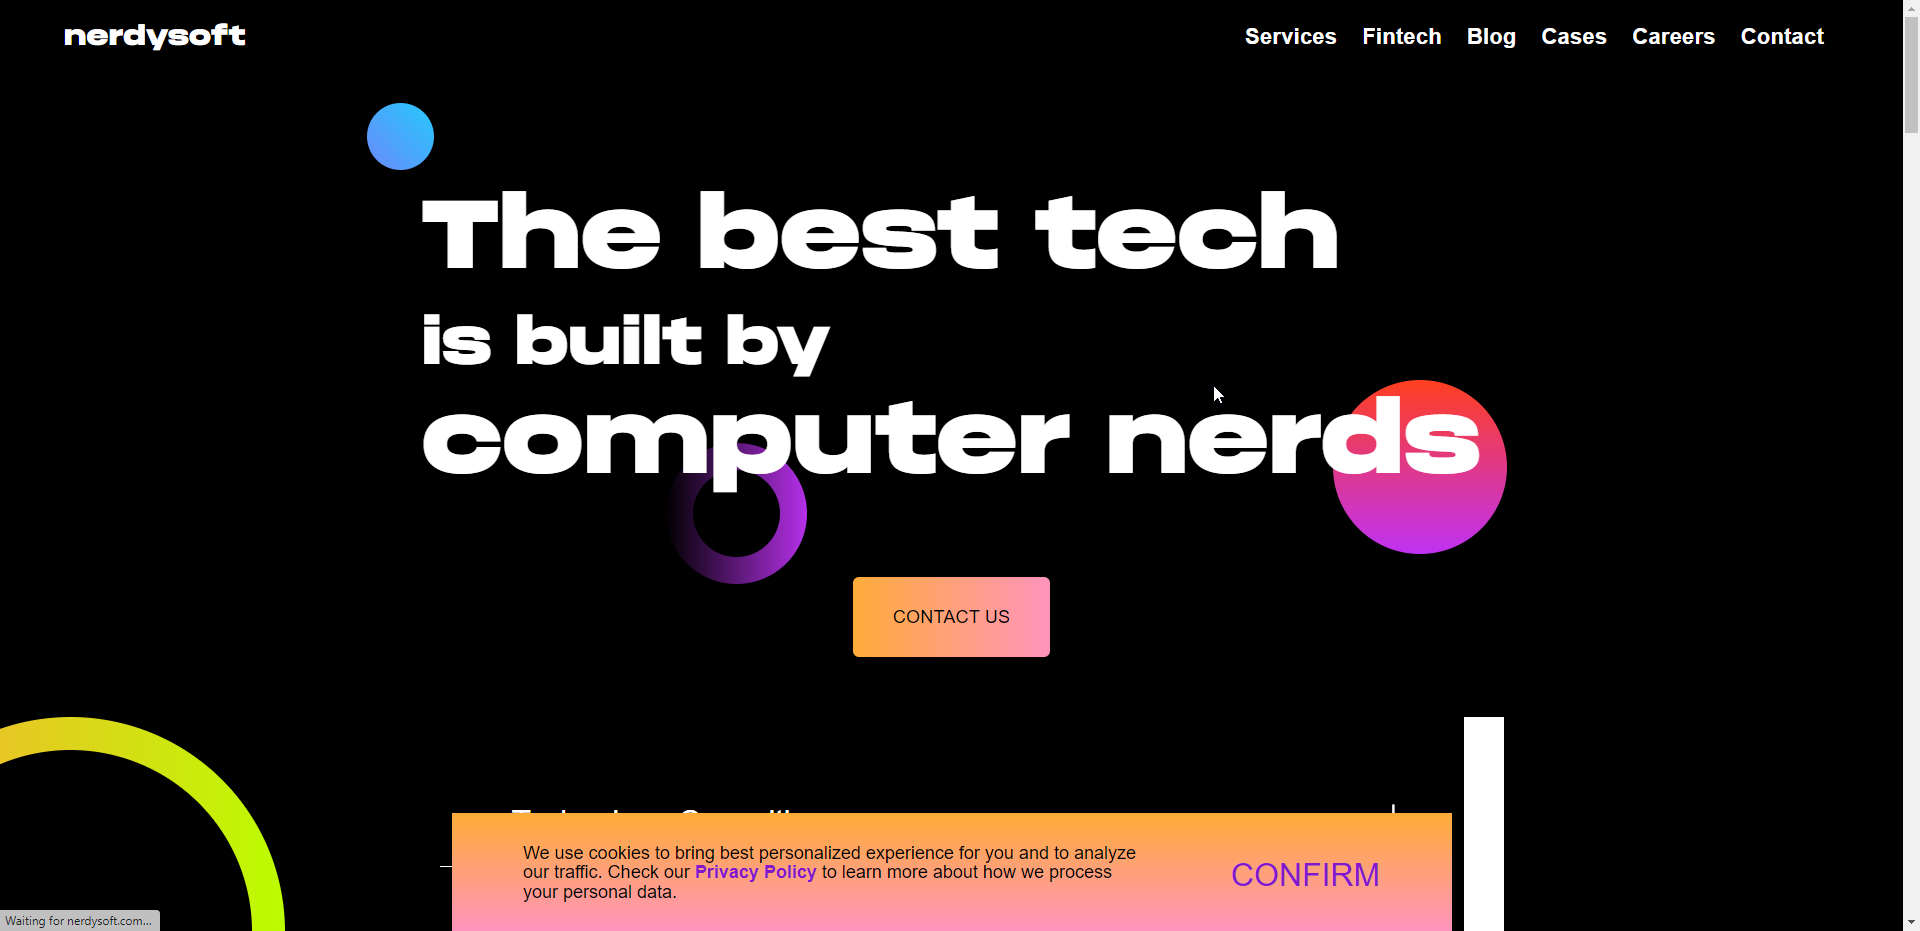 nerdysoft
Services Fintech Blog Cases Careers Contact
The best tech
is built by
computer nerds
CONTACT US
We use cookies to bring best personalized experience for you and to analyze
our traffic. Check our Privacy Policy to learn more about how we process
your personal data.
CONFIRM
Waiting for nerdysoft.com...